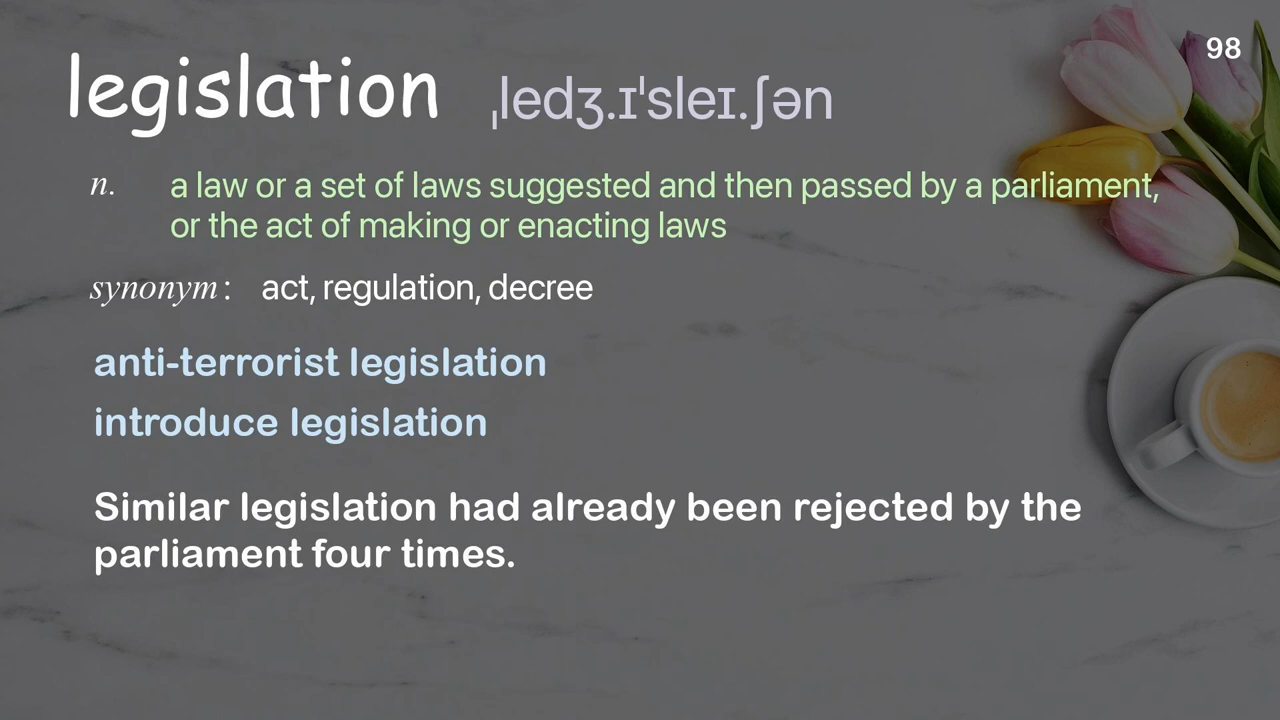 98
legislation ˌledʒ.ɪˈsleɪ.ʃən
n. a law or a set of laws suggested and then passed by a parliament,
or the act of making or enacting laws
synonym: act, regulation, decree
anti-terrorist legislation
introduce legislation
Similar legislation had already been rejected by the
parliament four times.